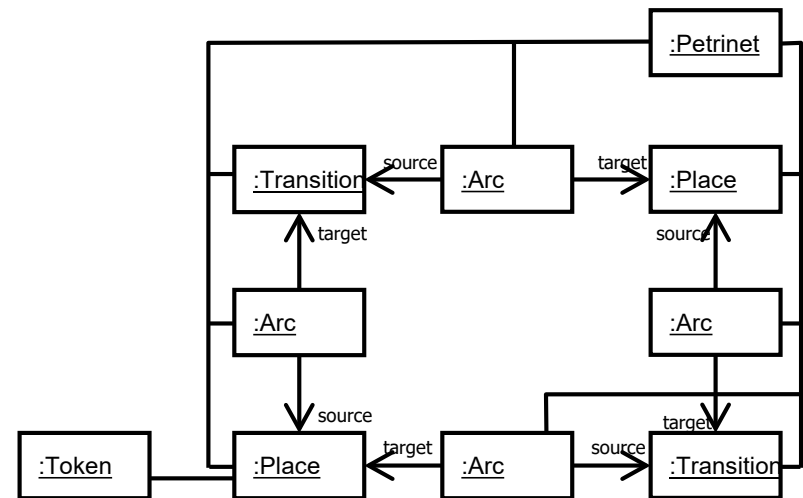 :Petrinet
source
target
:Transition
:Arc
:Place
target
source
:Arc
:Arc
source
target
target
source
:Token
:Place
:Arc
:Transition